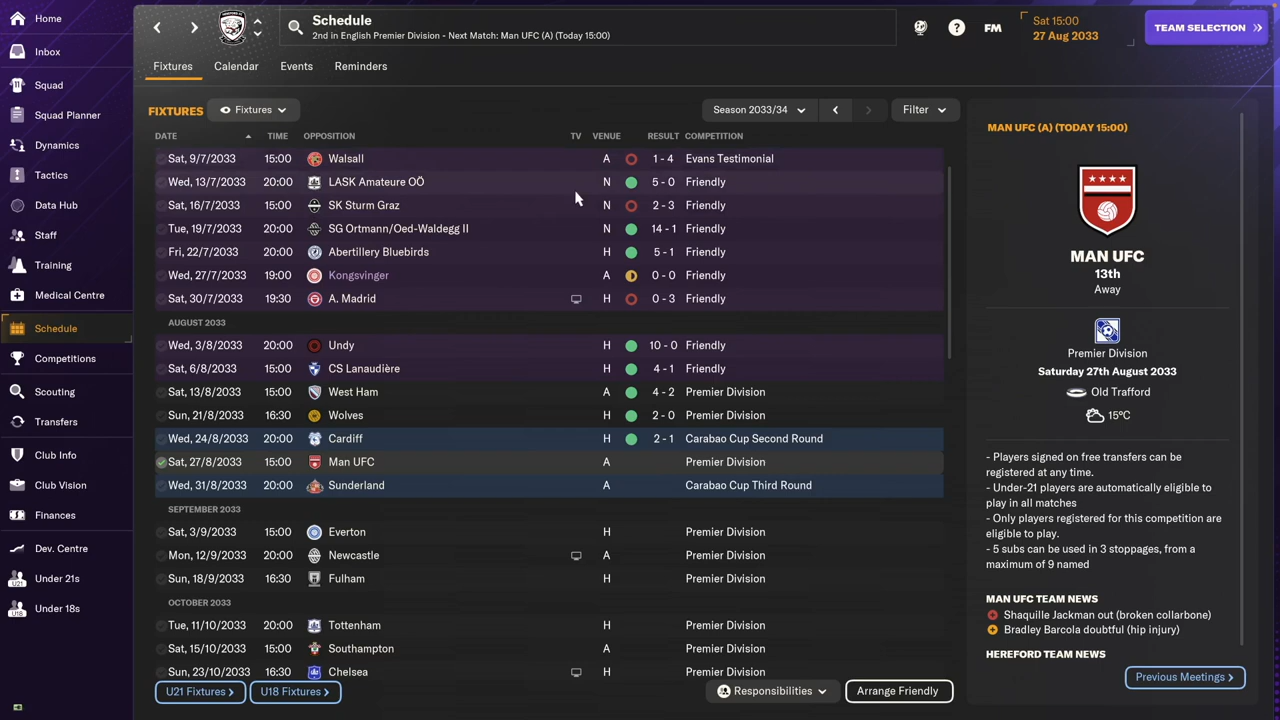 Home
Inbox
Squad
Squad Planner
Dynamics
Tactics
Data Hub
Staff
Training
Medical Centre
Schedule
Competitions
Scouting
Transfers
Club Info
Club Vision
Finances
Dev. Centre
U21 Under 21s
U18 Under 18s
Schedule
2nd in English Premier Division - Next Match: Man UFC (A) (Today 15:00)
? FM
Sat 15:00
27 Aug 2033
TEAM SELECTION
Fixtures Calendar Events Reminders
FIXTURES Fixtures Season 2033/34 Filter
DATE TIME OPPOSITION TV VENUE RESULT COMPETITION
Sat, 9/7/2033 15:00 Walsall A 1 - 4 Evans Testimonial
Wed, 13/7/2033 20:00 LASK Amateure OÖ N 5 - 0 Friendly
Sat, 16/7/2033 15:00 SK Sturm Graz N 2 - 3 Friendly
Tue, 19/7/2033 20:00 SG Ortmann/Oed-Waldegg II N 14 - 1 Friendly
Fri, 22/7/2033 20:00 Abertillery Bluebirds H 5 - 1 Friendly
Wed, 27/7/2033 19:00 Kongsvinger A 0 - 0 Friendly
Sat, 30/7/2033 19:30 A. Madrid H 0 - 3 Friendly
AUGUST 2033
Wed, 3/8/2033 20:00 Undy H 10 - 0 Friendly
Sat, 6/8/2033 15:00 CS Lanaudière H 4 - 1 Friendly
Sat, 13/8/2033 15:00 West Ham A 4 - 2 Premier Division
Sun, 21/8/2033 16:30 Wolves H 2 - 0 Premier Division
Wed, 24/8/2033 20:00 Cardiff H 2 - 1 Carabao Cup Second Round
Sat, 27/8/2033 15:00 Man UFC A Premier Division
Wed, 31/8/2033 20:00 Sunderland A Carabao Cup Third Round
SEPTEMBER 2033
Sat, 3/9/2033 15:00 Everton H Premier Division
Mon, 12/9/2033 20:00 Newcastle A Premier Division
Sun, 18/9/2033 16:30 Fulham H Premier Division
OCTOBER 2033
Tue, 11/10/2033 20:00 Tottenham H Premier Division
Sat, 15/10/2033 15:00 Southampton A Premier Division
Sun, 23/10/2033 16:30 Chelsea H Premier Division
U21 Fixtures U18 Fixtures Responsibilities Arrange Friendly
MAN UFC (A) (TODAY 15:00)
MAN UFC
13th
Away
Premier Division
Saturday 27th August 2033
Old Trafford
15°C
- Players signed on free transfers can be
registered at any time.
- Under-21 players are automatically eligible to
play in all matches
- Only players registered for this competition are
eligible to play.
- 5 subs can be used in 3 stoppages, from a
maximum of 9 named
MAN UFC TEAM NEWS
Shaquille Jackman out (broken collarbone)
Bradley Barcola doubtful (hip injury)
HEREFORD TEAM NEWS
Previous Meetings